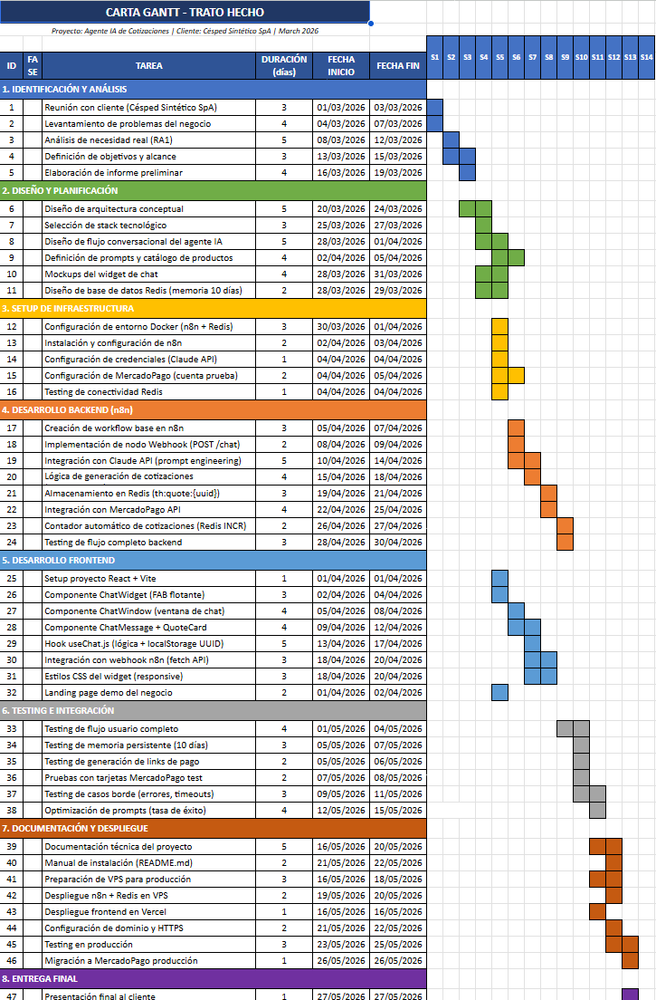 CARTA GANTT - TRATO HECHO
Proyecto: Agente IA de Cotizaciones | Cliente: Césped Sintético SpA | March 2026
ID FASE TAREA DURACIÓN (días) FECHA INICIO FECHA FIN S1 S2 S3 S4 S5 S6 S7 S8 S9 S10 S11 S12 S13 S14
1. IDENTIFICACIÓN Y ANÁLISIS
1 Reunión con cliente (Césped Sintético SpA) 3 01/03/2026 03/03/2026
2 Levantamiento de problemas del negocio 4 04/03/2026 07/03/2026
3 Análisis de necesidad real (RA1) 5 08/03/2026 12/03/2026
4 Definición de objetivos y alcance 3 13/03/2026 15/03/2026
5 Elaboración de informe preliminar 4 16/03/2026 19/03/2026
2. DISEÑO Y PLANIFICACIÓN
6 Diseño de arquitectura conceptual 5 20/03/2026 24/03/2026
7 Selección de stack tecnológico 3 25/03/2026 27/03/2026
8 Diseño de flujo conversacional del agente IA 5 28/03/2026 01/04/2026
9 Definición de prompts y catálogo de productos 4 02/04/2026 05/04/2026
10 Mockups del widget de chat 4 28/03/2026 31/03/2026
11 Diseño de base de datos Redis (memoria 10 días) 2 28/03/2026 29/03/2026
3. SETUP DE INFRAESTRUCTURA
12 Configuración de entorno Docker (n8n + Redis) 3 30/03/2026 01/04/2026
13 Instalación y configuración de n8n 2 02/04/2026 03/04/2026
14 Configuración de credenciales (Claude API) 1 04/04/2026 04/04/2026
15 Configuración de MercadoPago (cuenta prueba) 2 04/04/2026 05/04/2026
16 Testing de conectividad Redis 1 04/04/2026 04/04/2026
4. DESARROLLO BACKEND (n8n)
17 Creación de workflow base en n8n 3 05/04/2026 07/04/2026
18 Implementación de nodo Webhook (POST /chat) 2 08/04/2026 09/04/2026
19 Integración con Claude API (prompt engineering) 5 10/04/2026 14/04/2026
20 Lógica de generación de cotizaciones 4 15/04/2026 18/04/2026
21 Almacenamiento en Redis (th:quote:{uuid}) 3 19/04/2026 21/04/2026
22 Integración con MercadoPago API 4 22/04/2026 25/04/2026
23 Contador automático de cotizaciones (Redis INCR) 2 26/04/2026 27/04/2026
24 Testing de flujo completo backend 3 28/04/2026 30/04/2026
5. DESARROLLO FRONTEND
25 Setup proyecto React + Vite 1 01/04/2026 01/04/2026
26 Componente ChatWidget (FAB flotante) 3 02/04/2026 04/04/2026
27 Componente ChatWindow (ventana de chat) 4 05/04/2026 08/04/2026
28 Componente ChatMessage + QuoteCard 4 09/04/2026 12/04/2026
29 Hook useChat.js (lógica + localStorage UUID) 5 13/04/2026 17/04/2026
30 Integración con webhook n8n (fetch API) 3 18/04/2026 20/04/2026
31 Estilos CSS del widget (responsive) 3 18/04/2026 20/04/2026
32 Landing page demo del negocio 2 01/04/2026 02/04/2026
6. TESTING E INTEGRACIÓN
33 Testing de flujo usuario completo 4 01/05/2026 04/05/2026
34 Testing de memoria persistente (10 días) 3 05/05/2026 07/05/2026
35 Testing de generación de links de pago 2 05/05/2026 06/05/2026
36 Pruebas con tarjetas MercadoPago test 2 07/05/2026 08/05/2026
37 Testing de casos borde (errores, timeouts) 3 09/05/2026 11/05/2026
38 Optimización de prompts (tasa de éxito) 4 12/05/2026 15/05/2026
7. DOCUMENTACIÓN Y DESPLIEGUE
39 Documentación técnica del proyecto 5 16/05/2026 20/05/2026
40 Manual de instalación (README.md) 2 21/05/2026 22/05/2026
41 Preparación de VPS para producción 3 16/05/2026 18/05/2026
42 Despliegue n8n + Redis en VPS 2 19/05/2026 20/05/2026
43 Despliegue frontend en Vercel 1 16/05/2026 16/05/2026
44 Configuración de dominio y HTTPS 2 21/05/2026 22/05/2026
45 Testing en producción 3 23/05/2026 25/05/2026
46 Migración a MercadoPago producción 1 26/05/2026 26/05/2026
8. ENTREGA FINAL
47 Presentación final al cliente 1 27/05/2026 27/05/2026